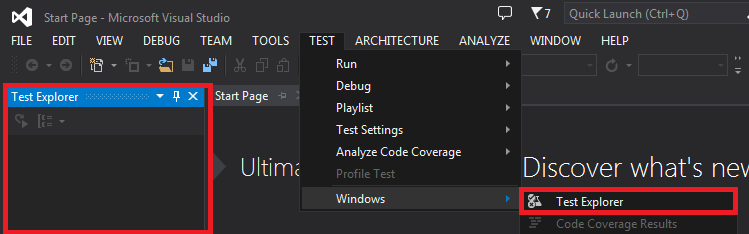 Start Page - Microsoft Visual Studio
7
Quick Launch (Ctrl+Q)
FILE EDIT VIEW DEBUG TEAM TOOLS TEST ARCHITECTURE ANALYZE WINDOW HELP
Test Explorer
Start Page
Run
Debug
Playlist
Test Settings
Analyze Code Coverage
Profile Test
Windows
Ultima
Discover what's new
Test Explorer
Code Coverage Results